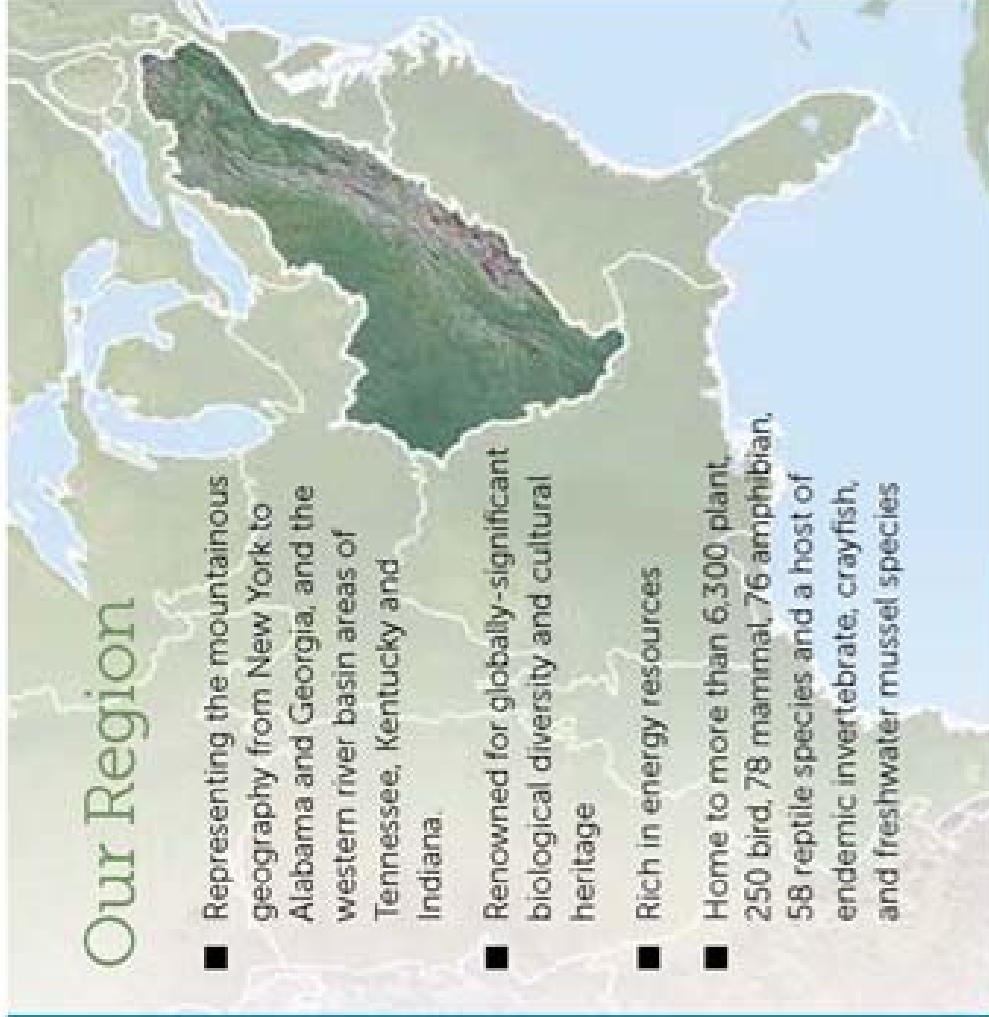 Our Region
■ Representing the mountainous
geography from New York to
Alabama and Georgia, and the
western river basin areas of
Tennessee, Kentucky and
Indiana.
■ Renowned for globally-significant
biological diversity and cultural
heritage
■ Rich in energy resources
■ Home to more than 6,300 plant,
250 bird, 78 mammal, 76 amphibian,
58 reptile species and a host of
endemic invertebrate, crayfish,
and freshwater mussel species